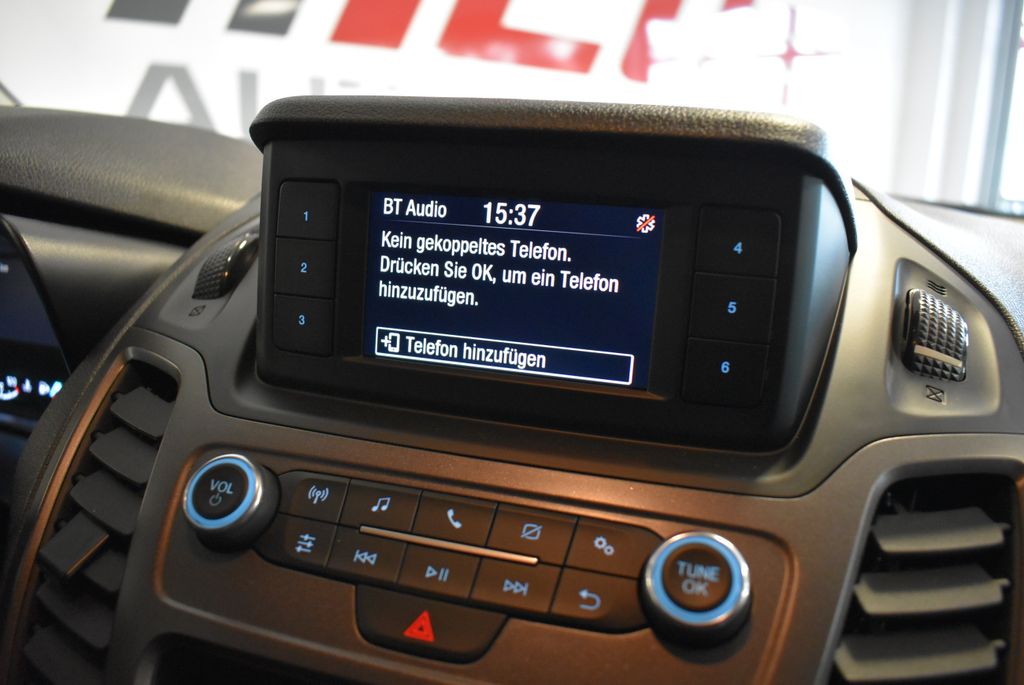 BT Audio 15:37
Kein gekoppeltes Telefon.
Drücken Sie OK, um ein Telefon
hinzuzufügen.
Telefon hinzufügen
1
2
3
4
5
6
VOL
TUNE
OK